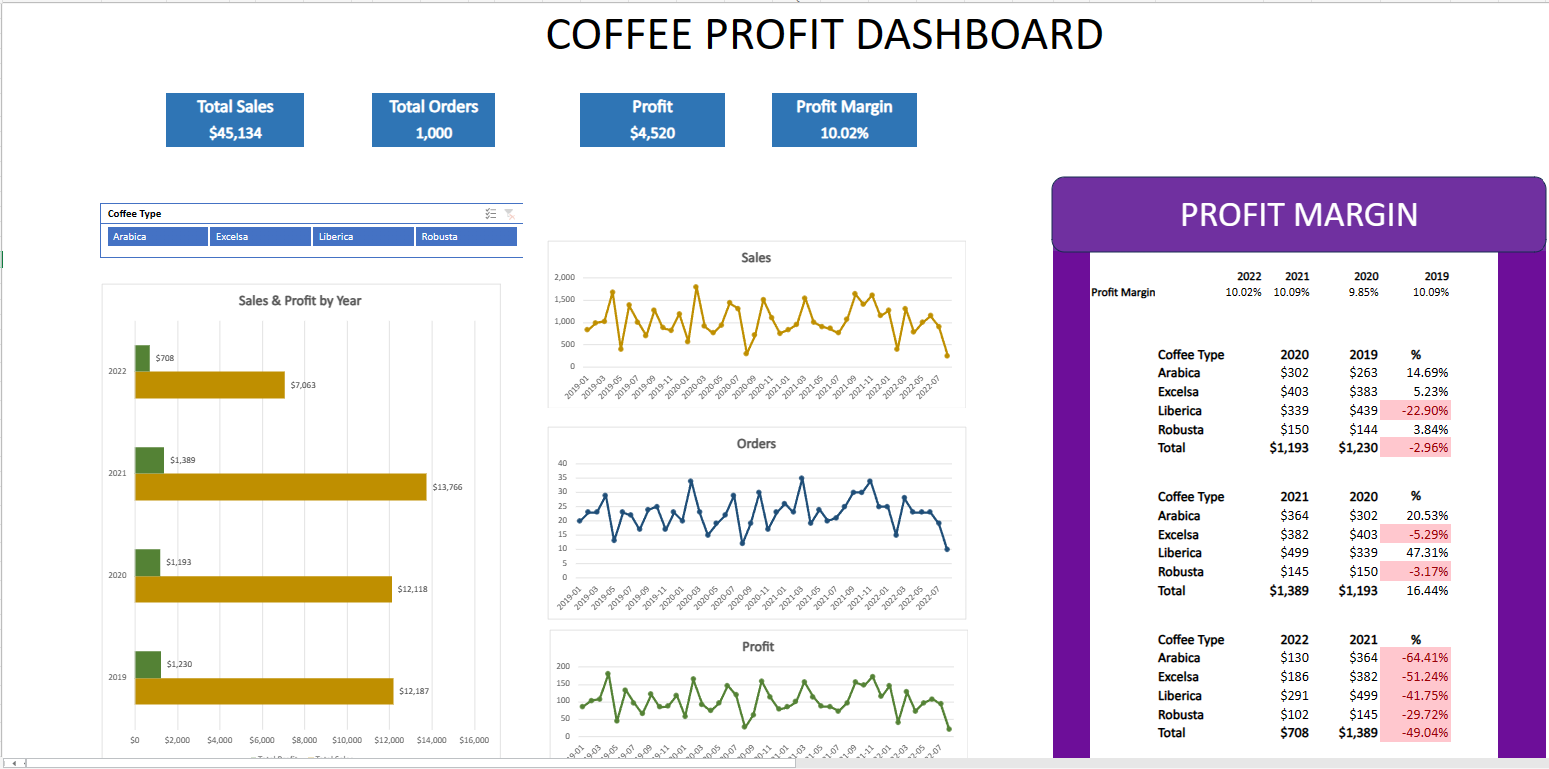 COFFEE PROFIT DASHBOARD
Total Sales
$45,134
Total Orders
1,000
Profit
$4,520
Profit Margin
10.02%
Coffee Type
Arabica Excelsa Liberica Robusta
Sales & Profit by Year
2022
$708
$7,063
2021
$1,389
$13,766
2020
$1,193
$12,118
2019
$1,230
$12,187
$0 $2,000 $4,000 $6,000 $8,000 $10,000 $12,000 $14,000 $16,000
Sales
2,000
1,500
1,000
500
0
2019-01 2019-03 2019-05 2019-07 2019-09 2019-11 2020-01 2020-03 2020-05 2020-07 2020-09 2020-11 2021-01 2021-03 2021-05 2021-07 2021-09 2021-11 2022-01 2022-03 2022-05 2022-07
Orders
40
35
30
25
20
15
10
5
0
2019-01 2019-03 2019-05 2019-07 2019-09 2019-11 2020-01 2020-03 2020-05 2020-07 2020-09 2020-11 2021-01 2021-03 2021-05 2021-07 2021-09 2021-11 2022-01 2022-03 2022-05 2022-07
Profit
200
150
100
50
0
PROFIT MARGIN
2022 2021 2020 2019
Profit Margin 10.02% 10.09% 9.85% 10.09%
Coffee Type 2020 2019 %
Arabica $302 $263 14.69%
Excelsa $403 $383 5.23%
Liberica $339 $439 -22.90%
Robusta $150 $144 3.84%
Total $1,193 $1,230 -2.96%
Coffee Type 2021 2020 %
Arabica $364 $302 20.53%
Excelsa $382 $403 -5.29%
Liberica $499 $339 47.31%
Robusta $145 $150 -3.17%
Total $1,389 $1,193 16.44%
Coffee Type 2022 2021 %
Arabica $130 $364 -64.41%
Excelsa $186 $382 -51.24%
Liberica $291 $499 -41.75%
Robusta $102 $145 -29.72%
Total $708 $1,389 -49.04%